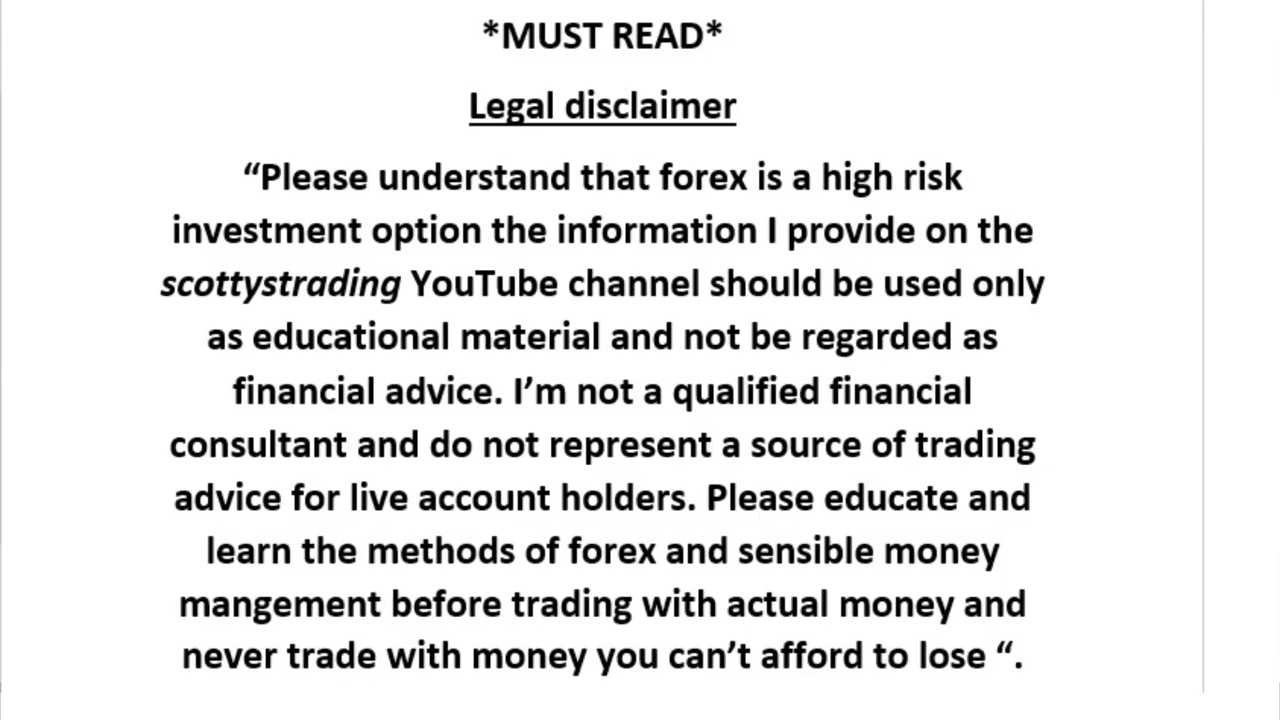 *MUST READ*
Legal disclaimer
“Please understand that forex is a high risk
investment option the information I provide on the
scottystrading YouTube channel should be used only
as educational material and not be regarded as
financial advice. I’m not a qualified financial
consultant and do not represent a source of trading
advice for live account holders. Please educate and
learn the methods of forex and sensible money
mangement before trading with actual money and
never trade with money you can’t afford to lose “.